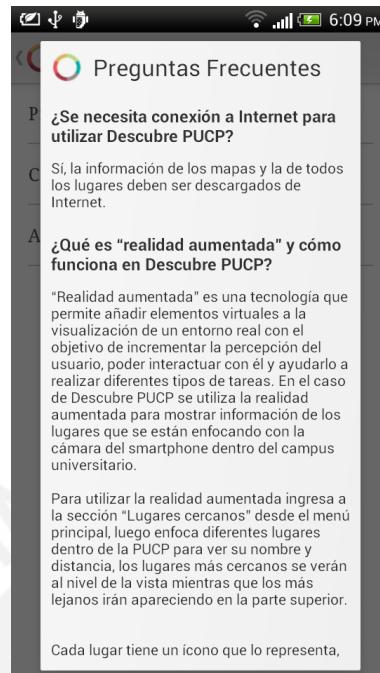 6:09 PM
Preguntas Frecuentes
P
¿Se necesita conexión a Internet para
utilizar Descubre PUCP?
Sí, la información de los mapas y la de todos
los lugares deben ser descargados de
Internet.
C
A
¿Qué es “realidad aumentada” y cómo
funciona en Descubre PUCP?
“Realidad aumentada” es una tecnología que
permite añadir elementos virtuales a la
visualización de un entorno real con el
objetivo de incrementar la percepción del
usuario, poder interactuar con él y ayudarlo a
realizar diferentes tipos de tareas. En el caso
de Descubre PUCP se utiliza la realidad
aumentada para mostrar información de los
lugares que se están enfocando con la
cámara del smartphone dentro del campus
universitario.
Para utilizar la realidad aumentada ingresa a
la sección “Lugares cercanos” desde el menú
principal, luego enfoca diferentes lugares
dentro de la PUCP para ver su nombre y
distancia, los lugares más cercanos se verán
al nivel de la vista mientras que los más
lejanos irán apareciendo en la parte superior.
Cada lugar tiene un ícono que lo representa,